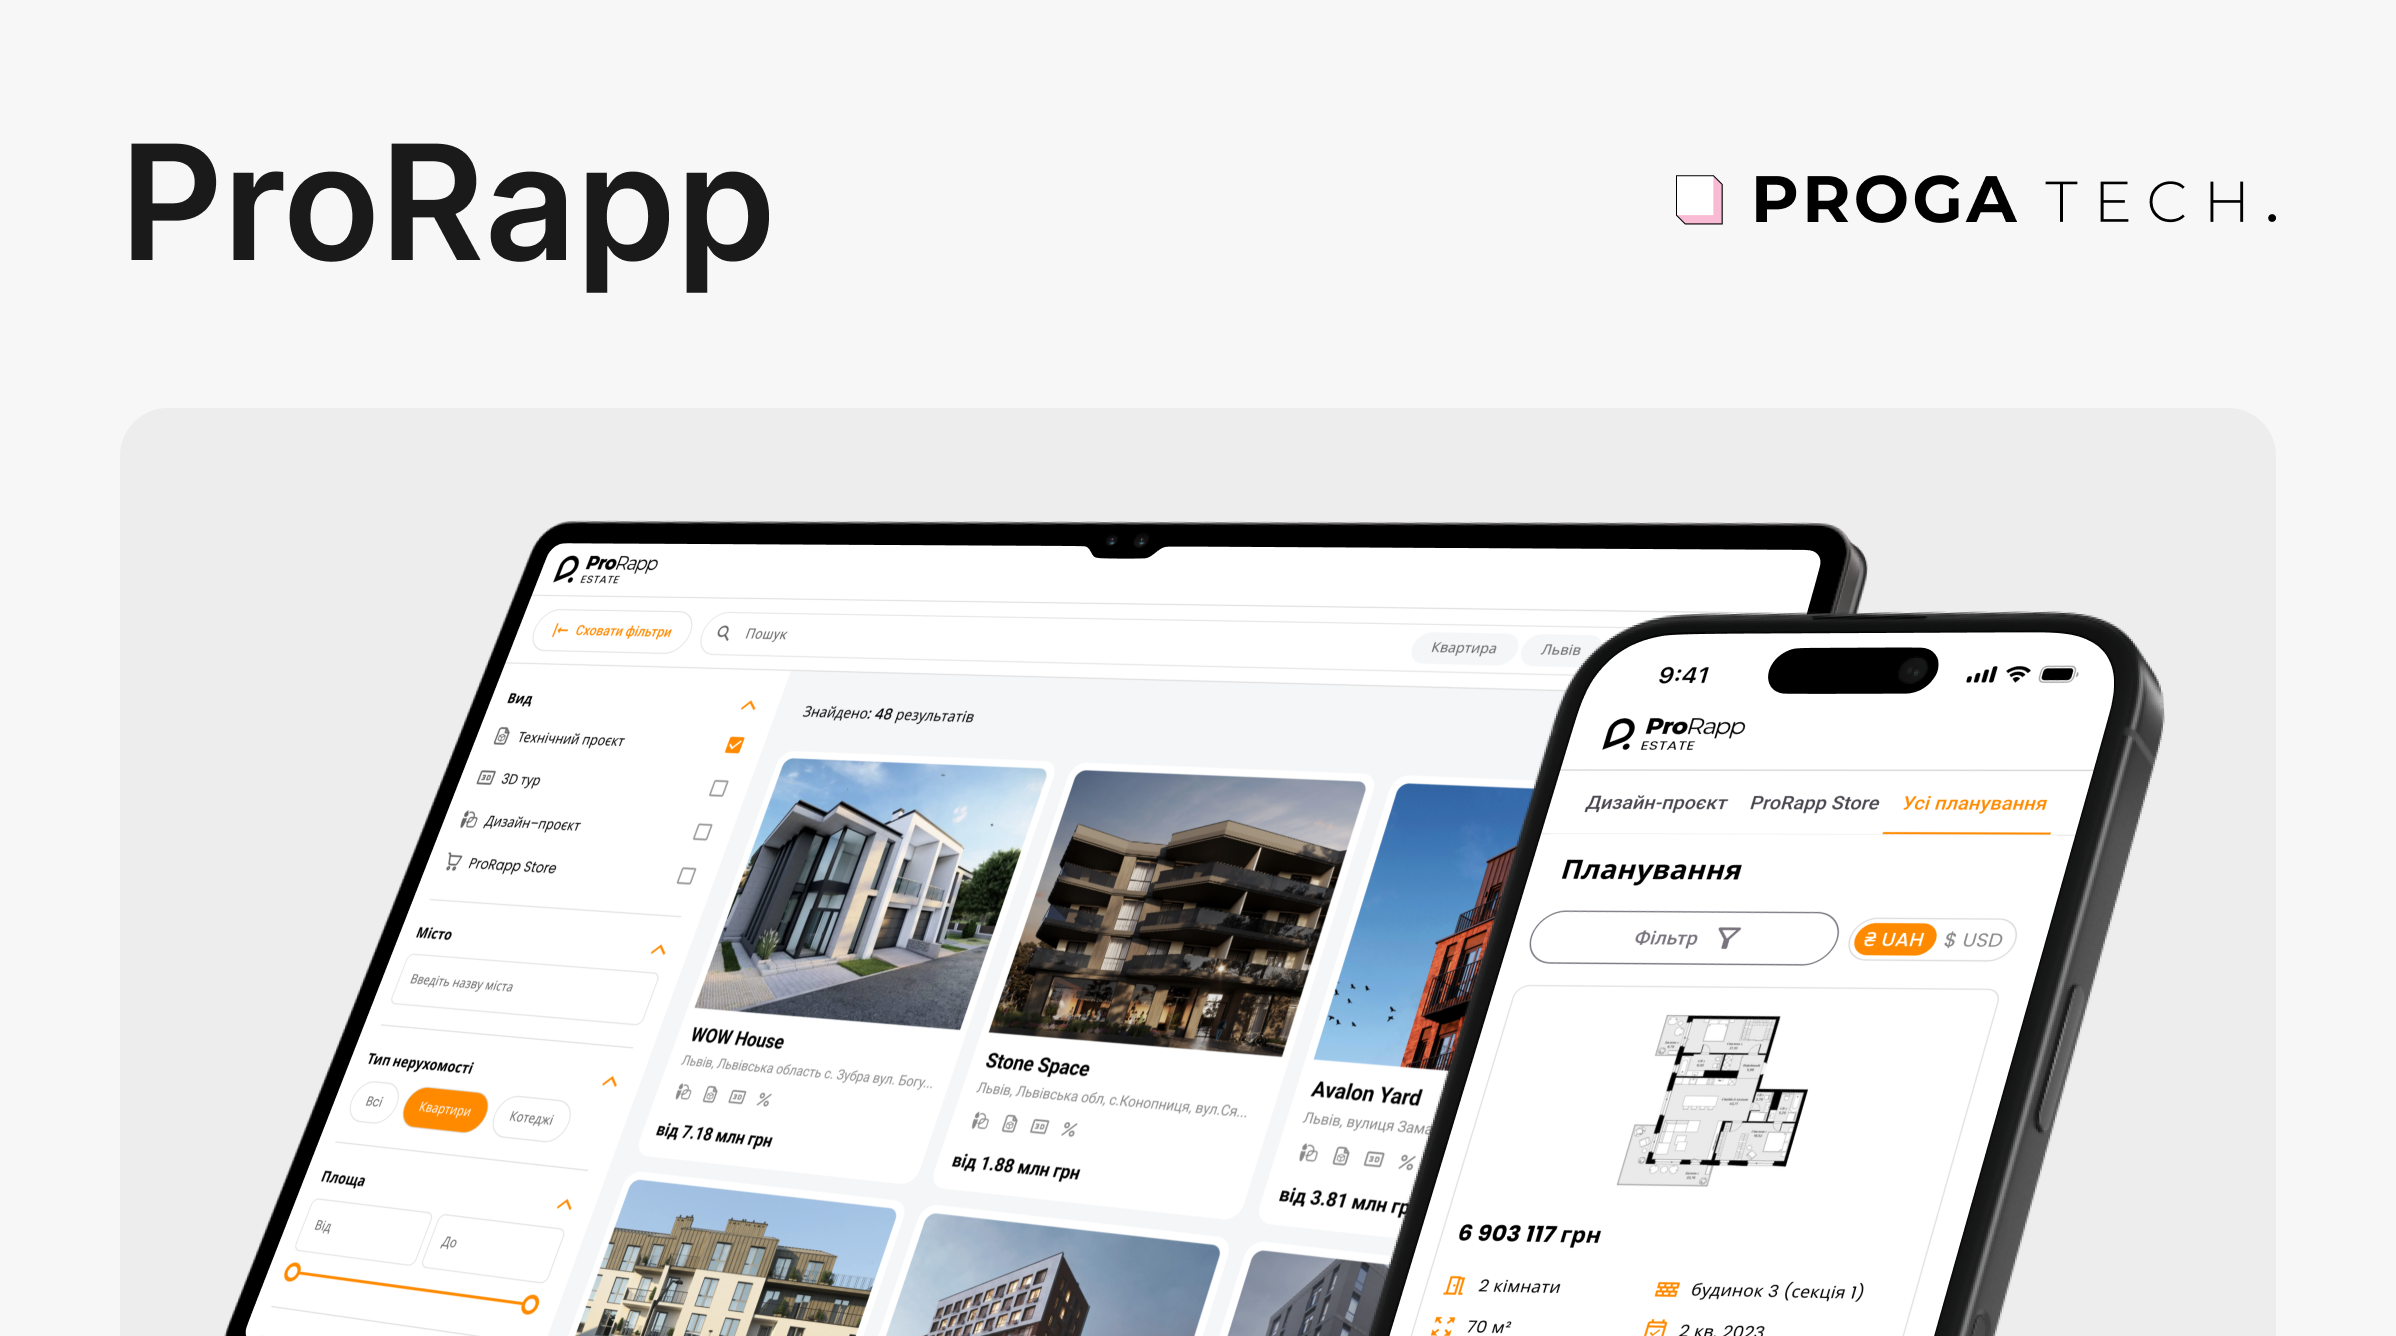 ProRapp
PROGA TECH.
ProRapp
ESTATE
Сховати фільтри
Пошук
Квартира
Львів
Вид
Технічний проєкт
3D тур
Дизайн-проєкт
ProRapp Store
Місто
Введіть назву міста
Тип нерухомості
Всі
Квартири
Котеджі
Площа
Від
До
Знайдено: 48 результатів
WOW House
Львів, Львівська область с. Зубра вул. Богу...
від 7.18 млн грн
Stone Space
Львів, Львівська обл, с.Конопниця, вул.Ся...
від 1.88 млн грн
Avalon Yard
Львів, вулиця Зама
від 3.81 млн гр
9:41
ProRapp
ESTATE
Дизайн-проєкт ProRapp Store Усі планування
Планування
Фільтр
₴ UAH $ USD
6 903 117 грн
2 кімнати
будинок 3 (секція 1)
70 м²
2 кв. 2023